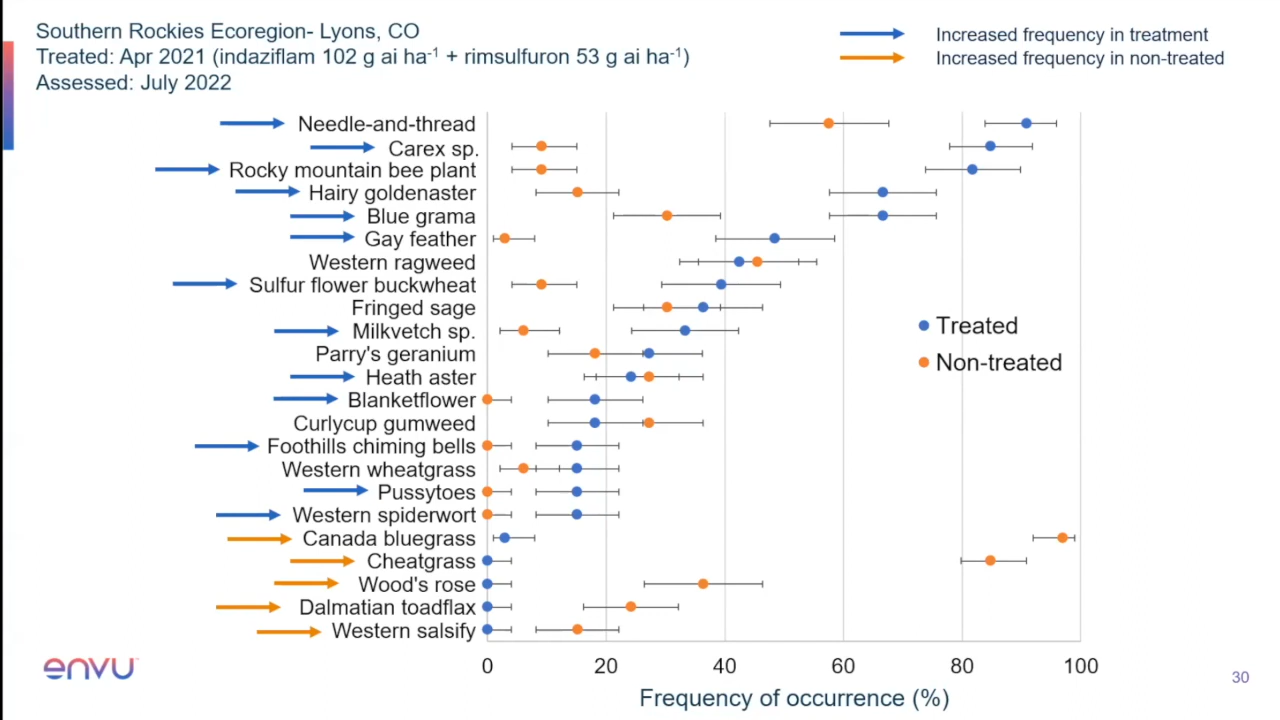 Southern Rockies Ecoregion- Lyons, CO
Treated: Apr 2021 (indaziflam 102 g ai ha⁻¹ + rimsulfuron 53 g ai ha⁻¹)
Assessed: July 2022
Increased frequency in treatment
Increased frequency in non-treated
Needle-and-thread
Carex sp.
Rocky mountain bee plant
Hairy goldenaster
Blue grama
Gay feather
Western ragweed
Sulfur flower buckwheat
Fringed sage
Milkvetch sp.
Parry's geranium
Heath aster
Blanketflower
Curlycup gumweed
Foothills chiming bells
Western wheatgrass
Pussytoes
Western spiderwort
Canada bluegrass
Cheatgrass
Wood's rose
Dalmatian toadflax
Western salsify
Treated
Non-treated
0 20 40 60 80 100
Frequency of occurrence (%)
envu
30